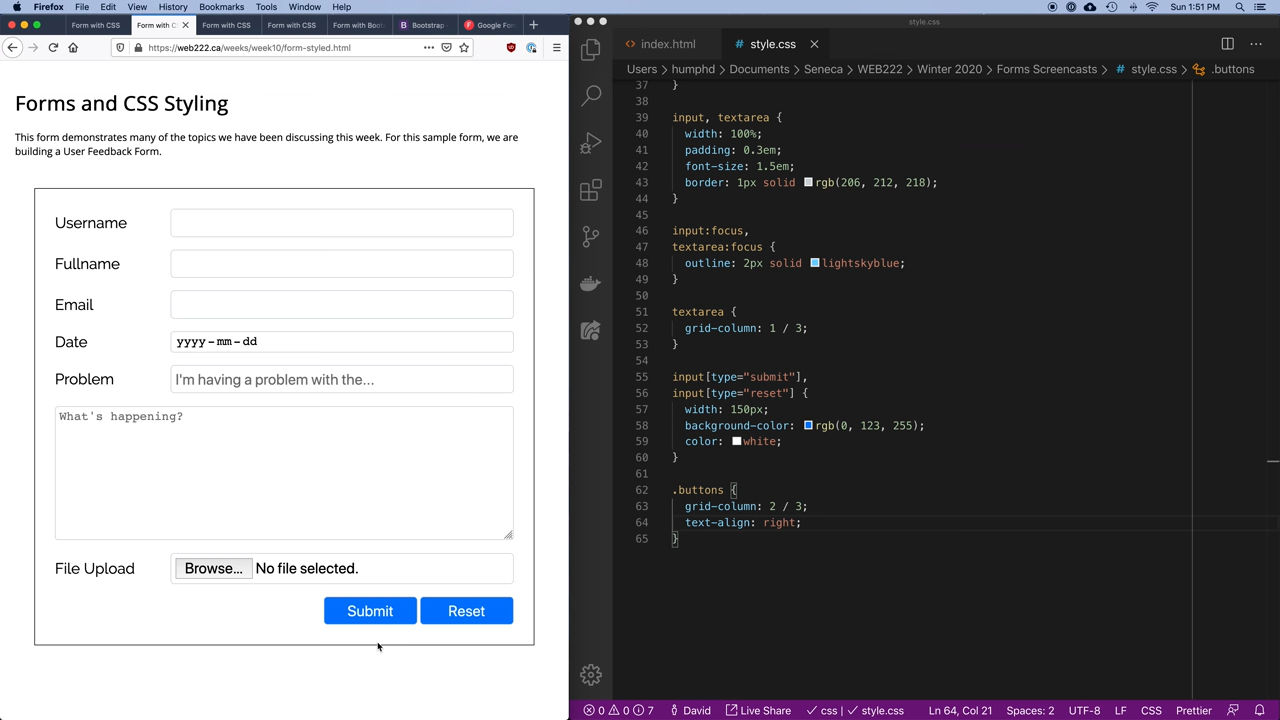 Firefox File Edit View History Bookmarks Tools Window Help
Sun 1:51 PM
Form with CSS
Form with C
Form with CSS
Form with CSS
Form with Boo
Bootstrap
Google Fon
https://web222.ca/weeks/week10/form-styled.html
Forms and CSS Styling
This form demonstrates many of the topics we have been discussing this week. For this sample form, we are
building a User Feedback Form.
Username
Fullname
Email
Date
yyyy-mm-dd
Problem
I'm having a problem with the...
What's happening?
File Upload
Browse... No file selected.
Submit
Reset
style.css
<> index.html
# style.css
Users > humphd > Documents > Seneca > WEB222 > Winter 2020 > Forms Screencasts > # style.css > .buttons
37 }
38
39 input, textarea {
40 width: 100%;
41 padding: 0.3em;
42 font-size: 1.5em;
43 border: 1px solid rgb(206, 212, 218);
44 }
45
46 input:focus,
47 textarea:focus {
48 outline: 2px solid lightskyblue;
49 }
50
51 textarea {
52 grid-column: 1 / 3;
53 }
54
55 input[type="submit"],
56 input[type="reset"] {
57 width: 150px;
58 background-color: rgb(0, 123, 255);
59 color: white;
60 }
61
62 .buttons {
63 grid-column: 2 / 3;
64 text-align: right;
65 }
0 0 7 David Live Share css | style.css Ln 64, Col 21 Spaces: 2 UTF-8 LF CSS Prettier